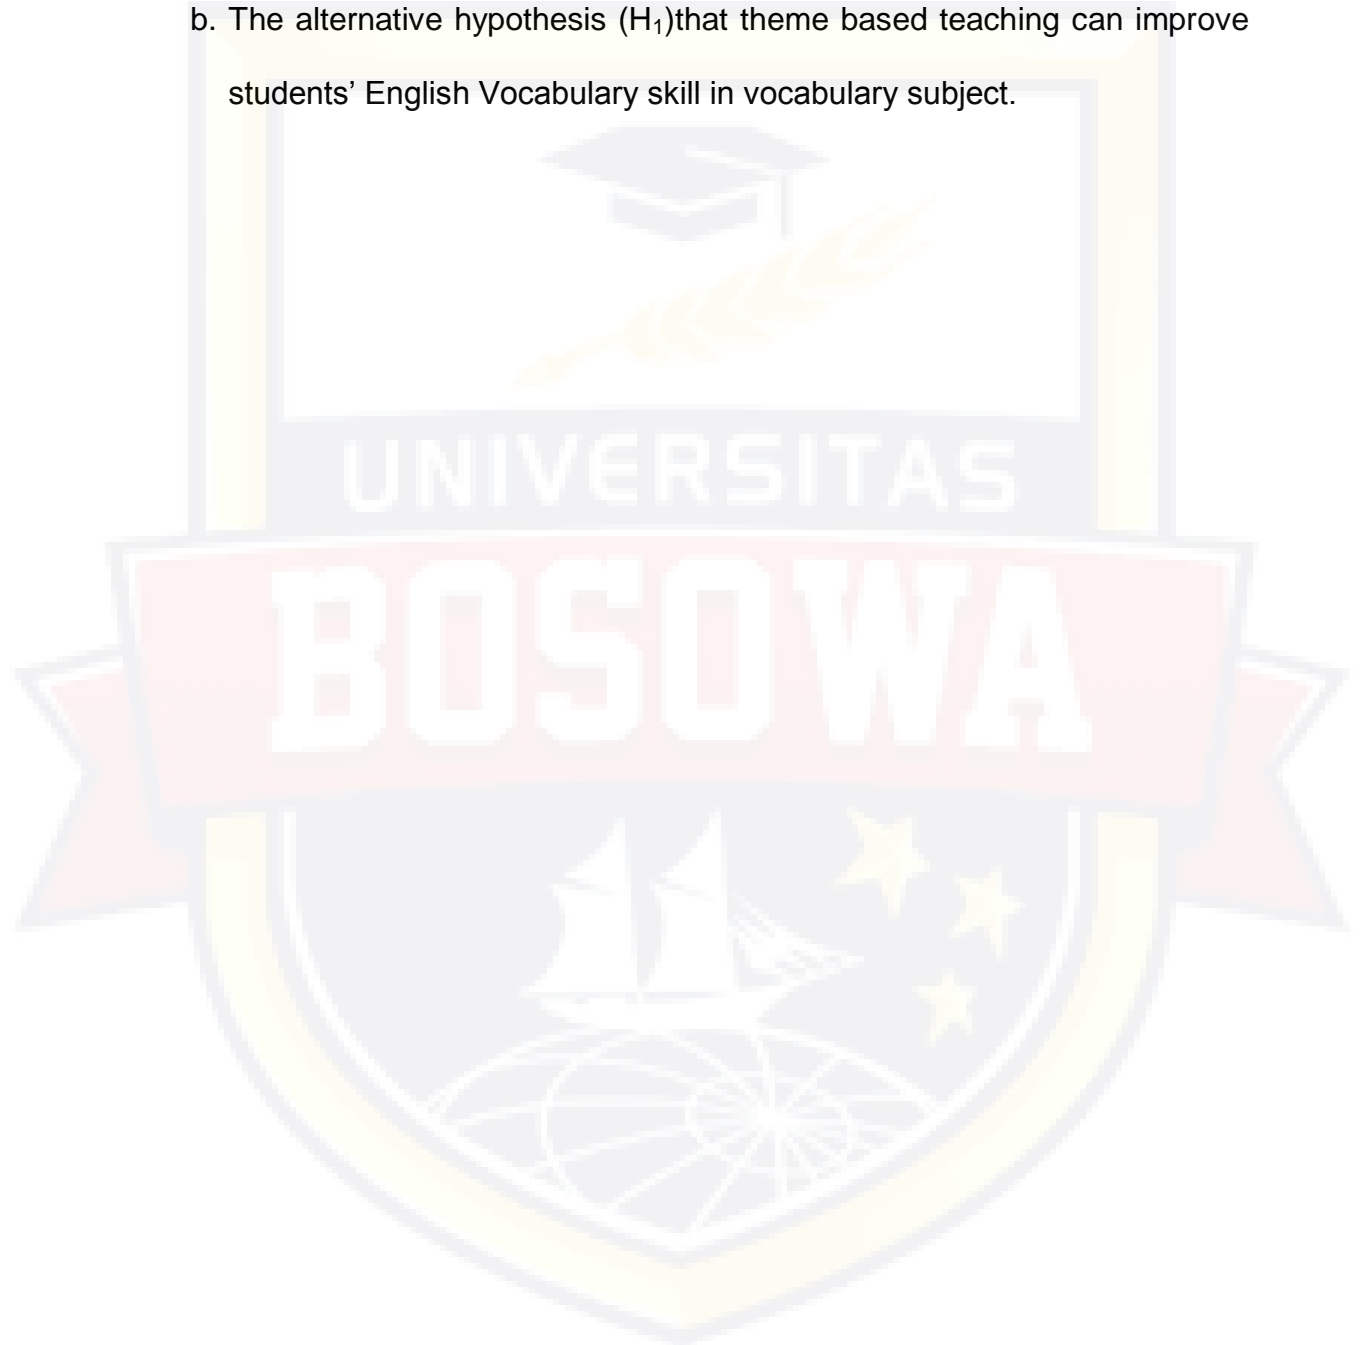 b. The alternative hypothesis (H₁)that theme based teaching can improve
students’ English Vocabulary skill in vocabulary subject.
UNIVERSITAS
BOSOWA